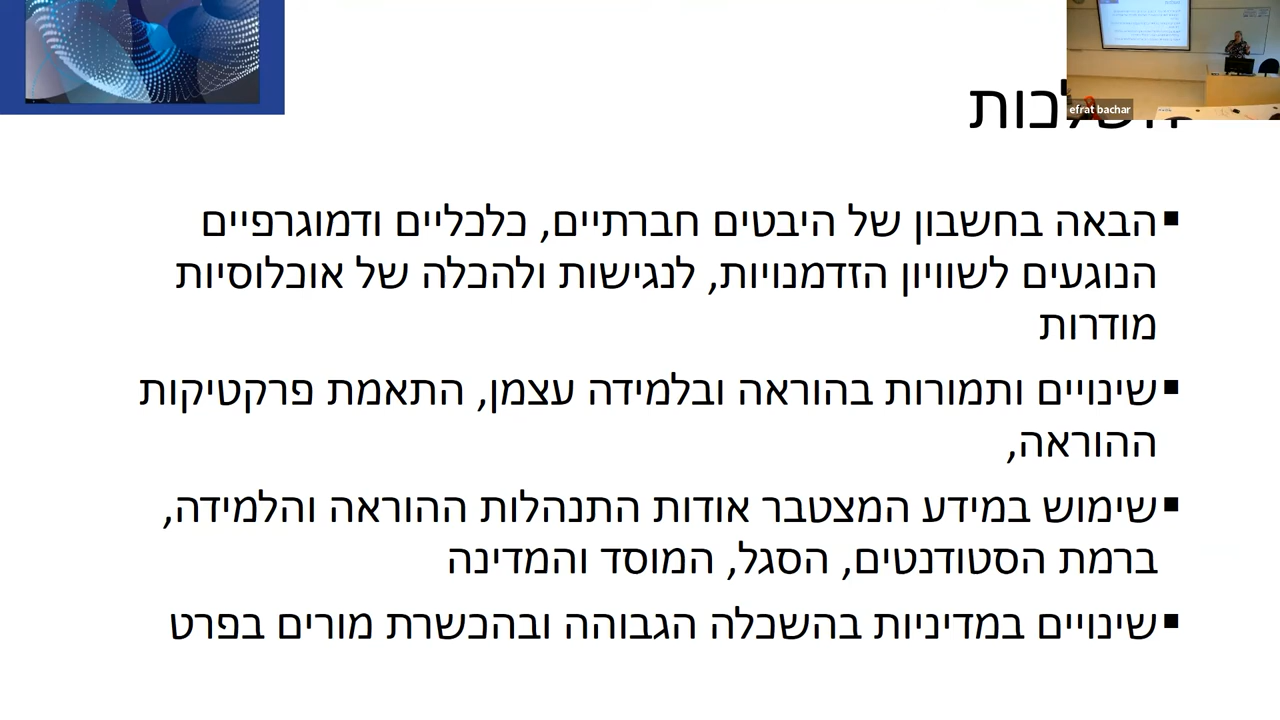 הבאה בחשבון של היבטים חברתיים, כלכליים ודמוגרפיים
הנוגעים לשוויון הזדמנויות, לנגישות ולהכלה של אוכלוסיות
מודרות
שינויים ותמורות בהוראה ובלמידה עצמן, התאמת פרקטיקות
ההוראה,
שימוש במידע המצטבר אודות התנהלות ההוראה והלמידה,
ברמת הסטודנטים, הסגל, המוסד והמדינה
שינויים במדיניות בהשכלה הגבוהה ובהכשרת מורים בפרט
efrat bachar